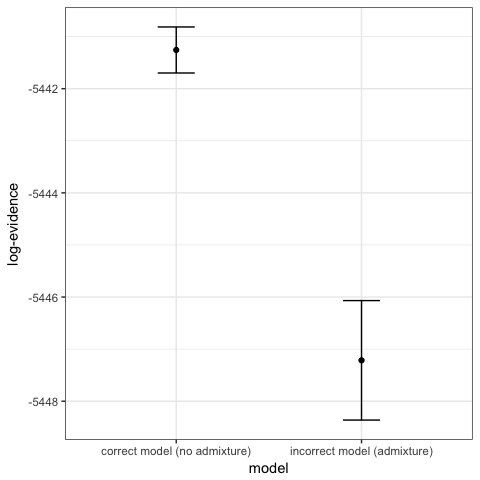 -5442
-5444
-5446
-5448
log-evidence
correct model (no admixture)
incorrect model (admixture)
model